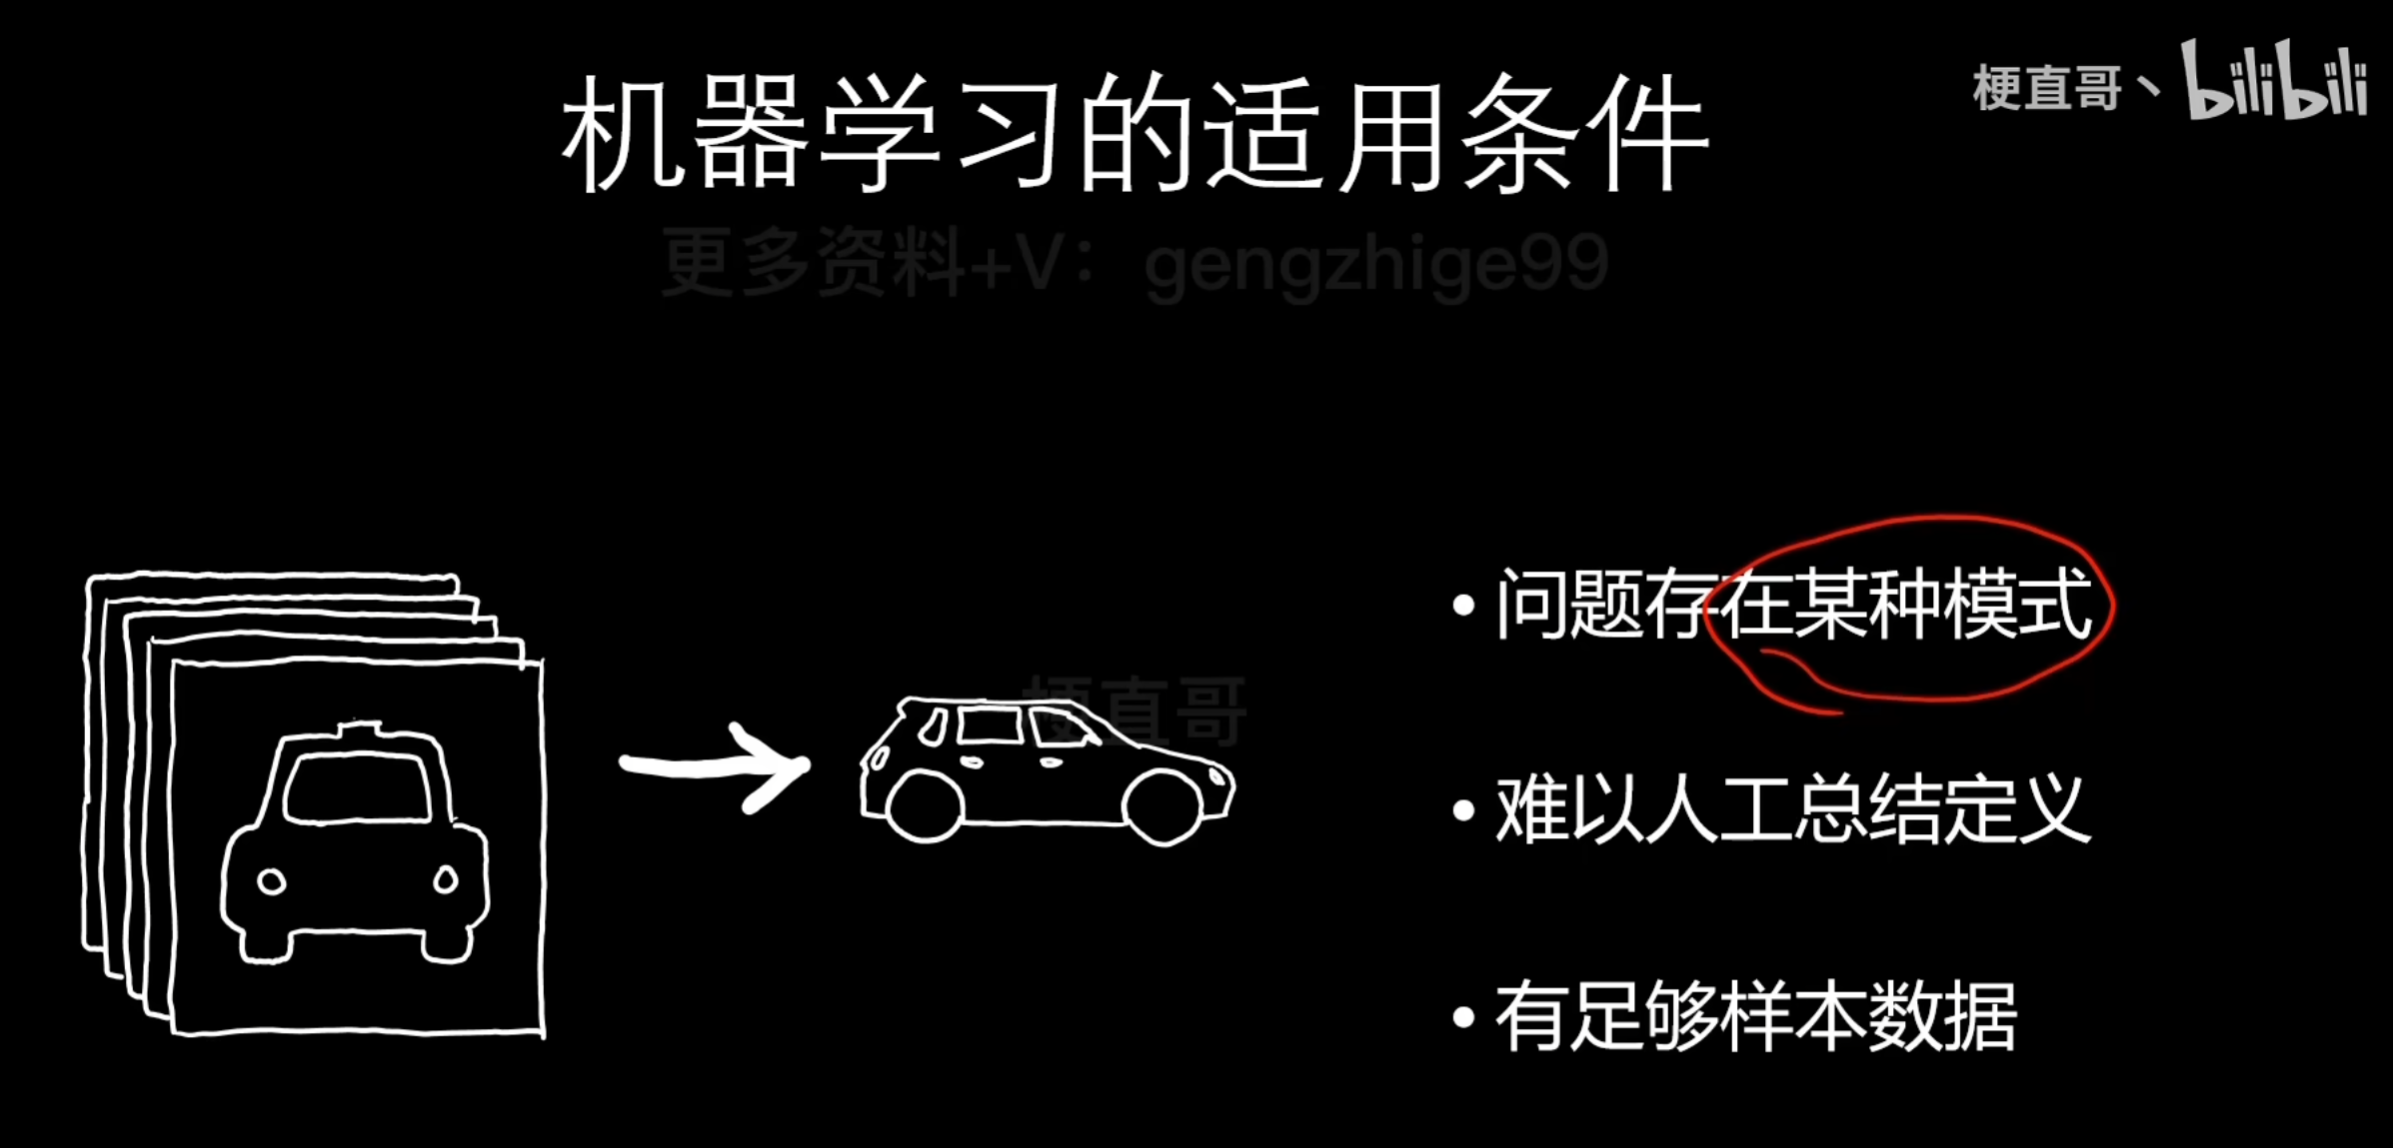 机器学习的适用条件
梗直哥丶 bilibili
更多资料+V：gengzhige99
• 问题存在某种模式
梗直哥
• 难以人工总结定义
• 有足够样本数据